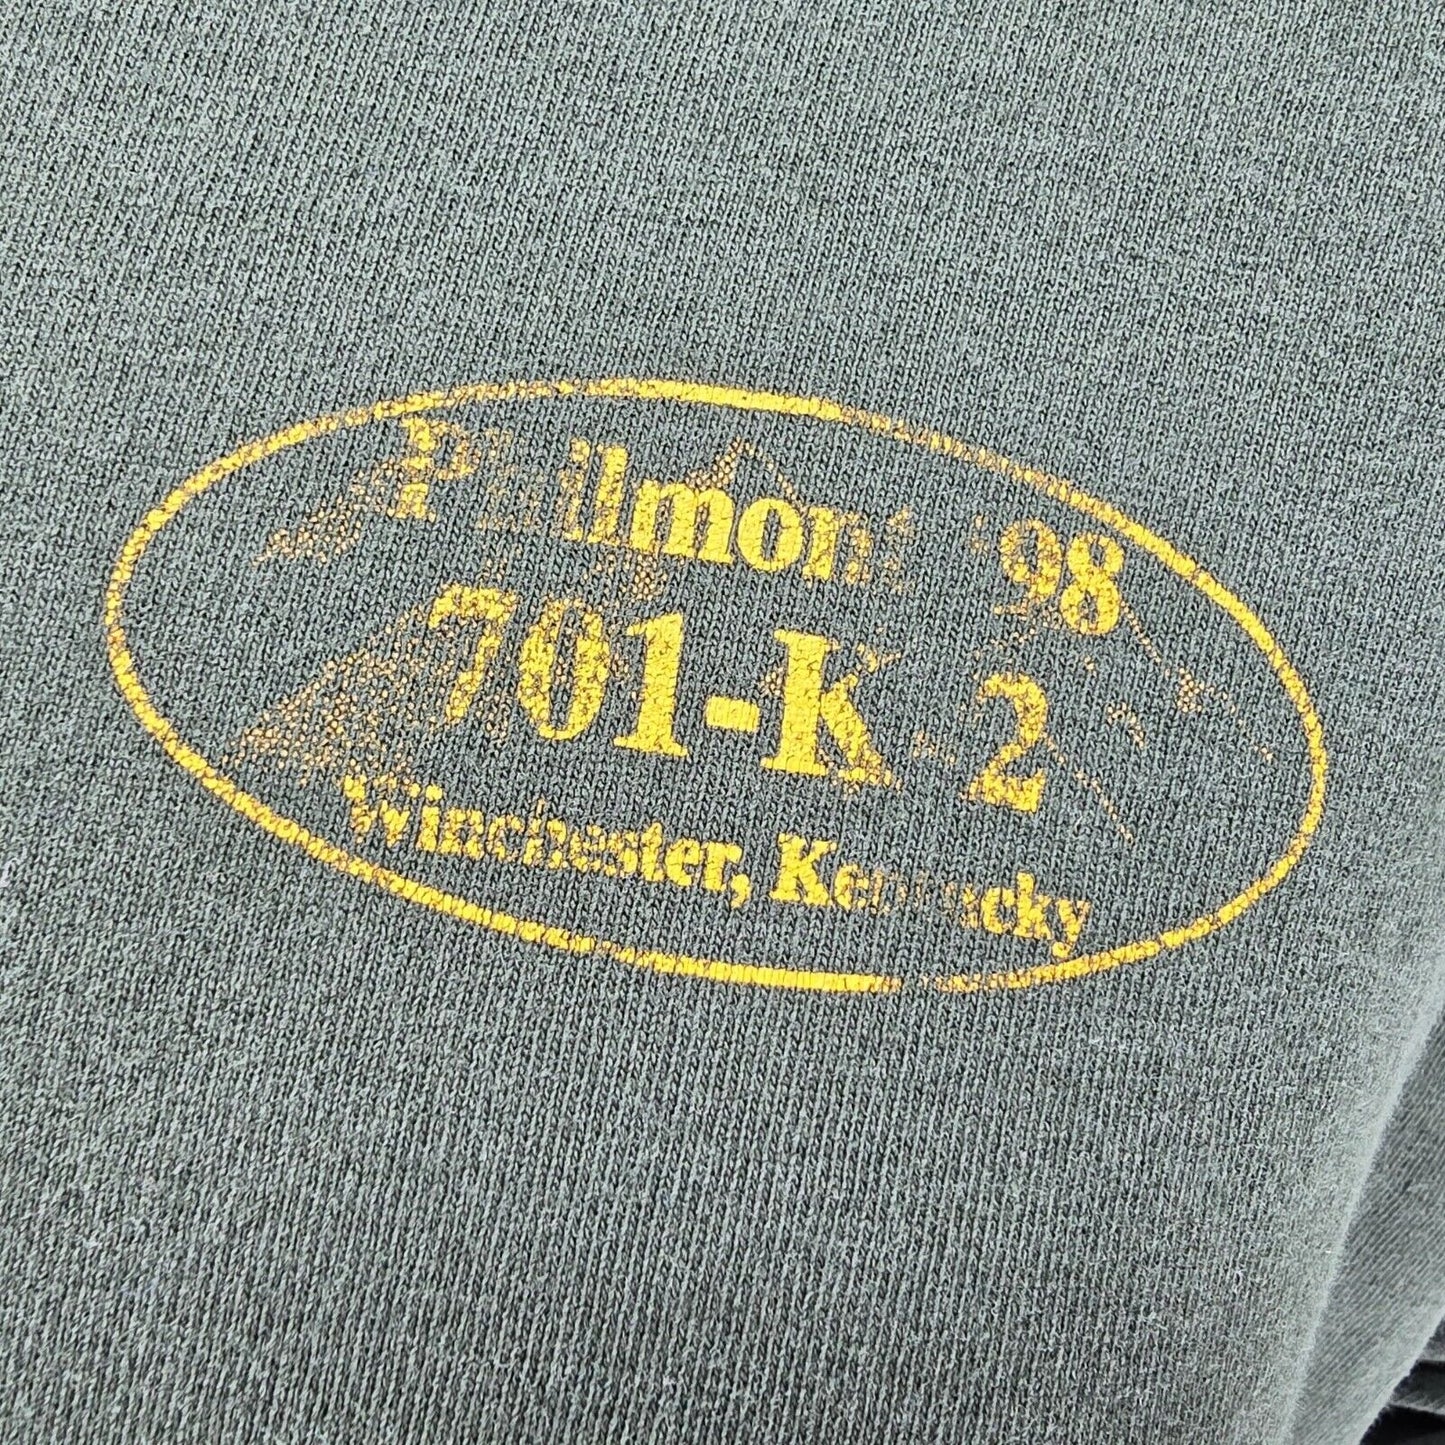 Philmont '98
701-K-2
Winchester, Kentucky